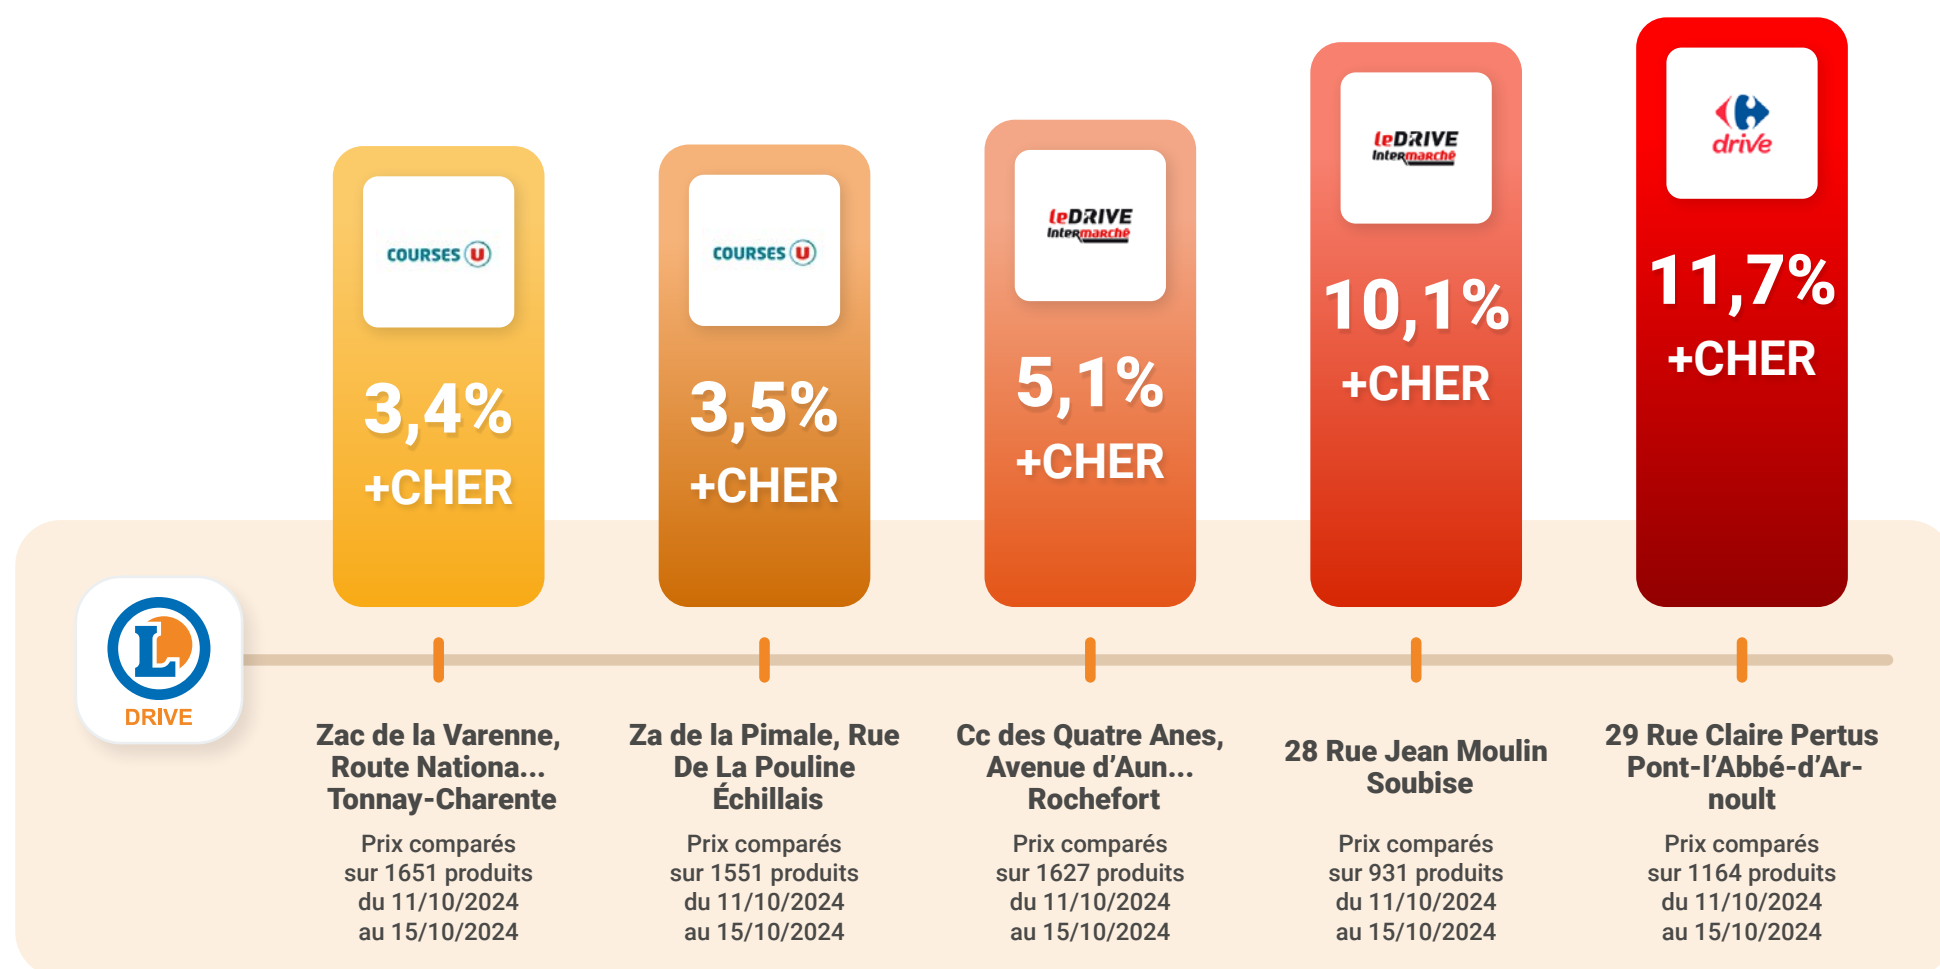 COURSES U
3,4%
+CHER
COURSES U
3,5%
+CHER
leDRIVE
Intermarché
5,1%
+CHER
leDRIVE
Intermarché
10,1%
+CHER
drive
11,7%
+CHER
L
DRIVE
Zac de la Varenne,
Route Nationa...
Tonnay-Charente
Prix comparés
sur 1651 produits
du 11/10/2024
au 15/10/2024
Za de la Pimale, Rue
De La Pouline
Échillais
Prix comparés
sur 1551 produits
du 11/10/2024
au 15/10/2024
Cc des Quatre Anes,
Avenue d’Aun...
Rochefort
Prix comparés
sur 1627 produits
du 11/10/2024
au 15/10/2024
28 Rue Jean Moulin
Soubise
Prix comparés
sur 931 produits
du 11/10/2024
au 15/10/2024
29 Rue Claire Pertus
Pont-l’Abbé-d’Ar-
noult
Prix comparés
sur 1164 produits
du 11/10/2024
au 15/10/2024